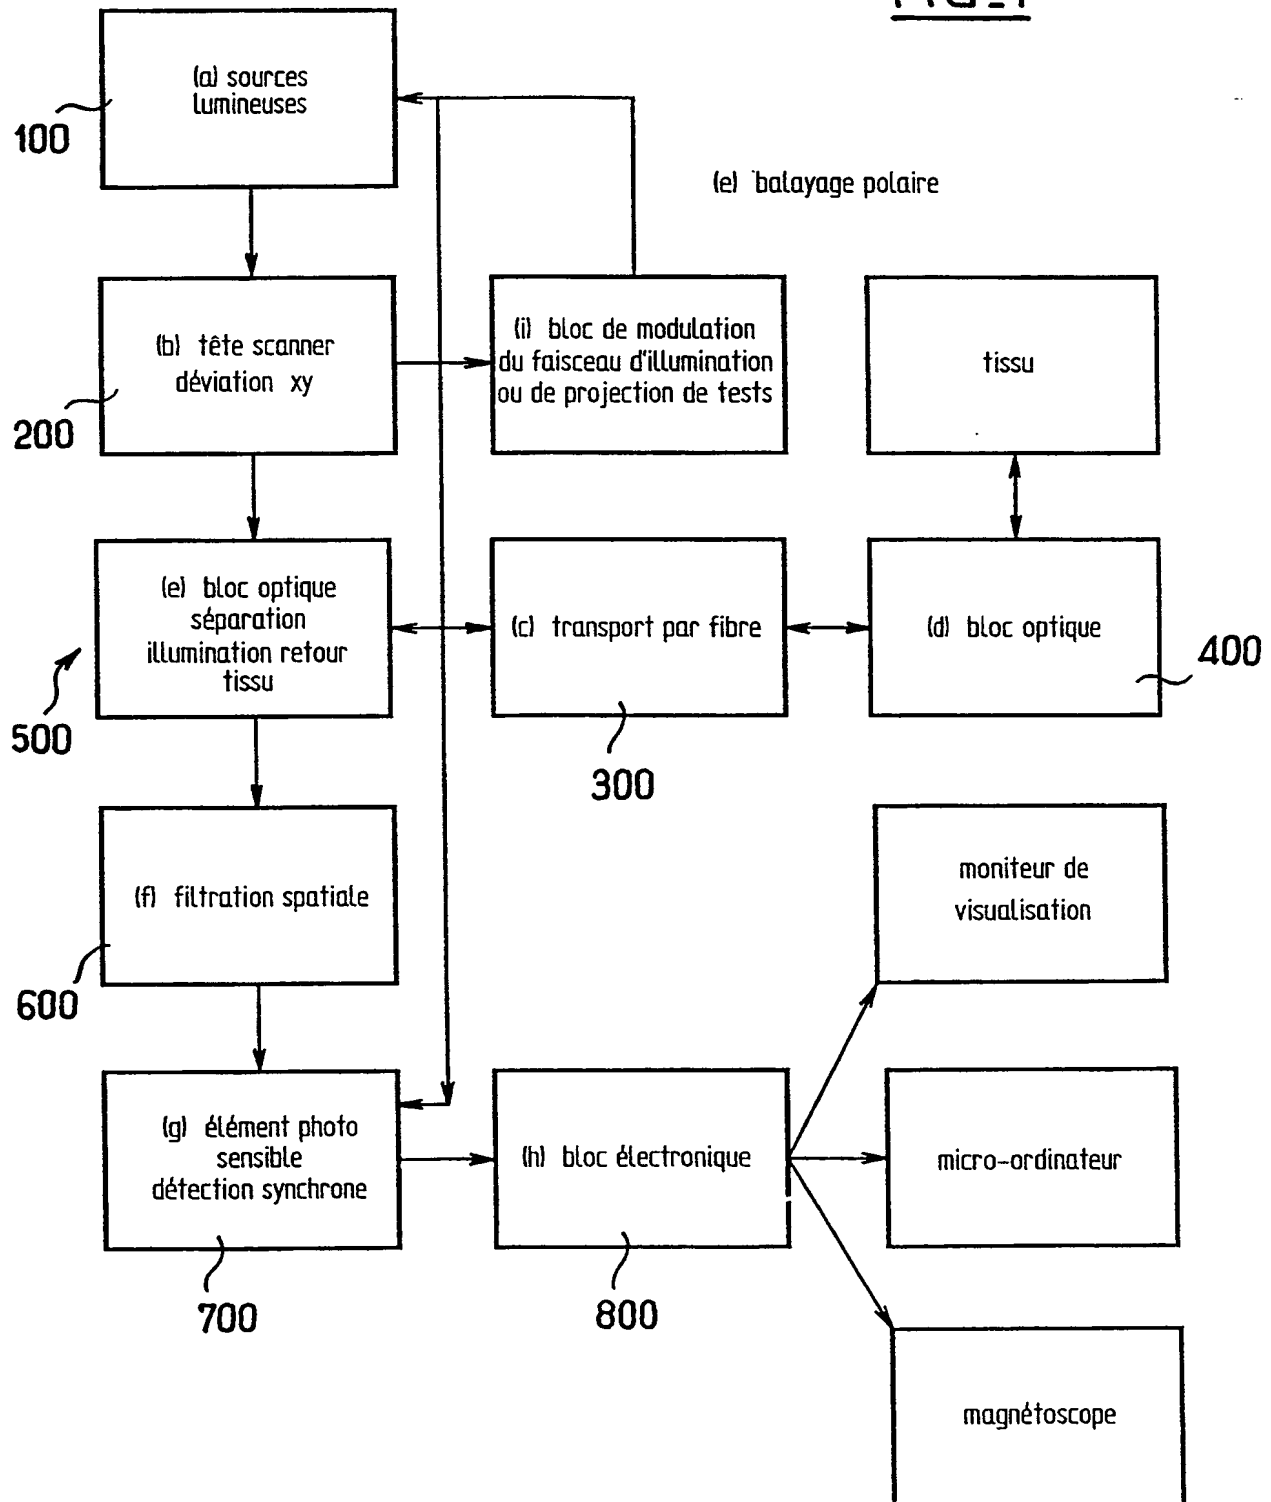 (a) sources
lumineuses
100
(e) balayage polaire
(b) tête scanner
déviation xy
200
(i) bloc de modulation
du faisceau d'illumination
ou de projection de tests
tissu
(e) bloc optique
séparation
illumination retour
tissu
500
(c) transport par fibre
300
(d) bloc optique
400
(f) filtration spatiale
600
moniteur de
visualisation
(g) élément photo
sensible
détection synchrone
700
(h) bloc électronique
800
micro-ordinateur
magnétoscope